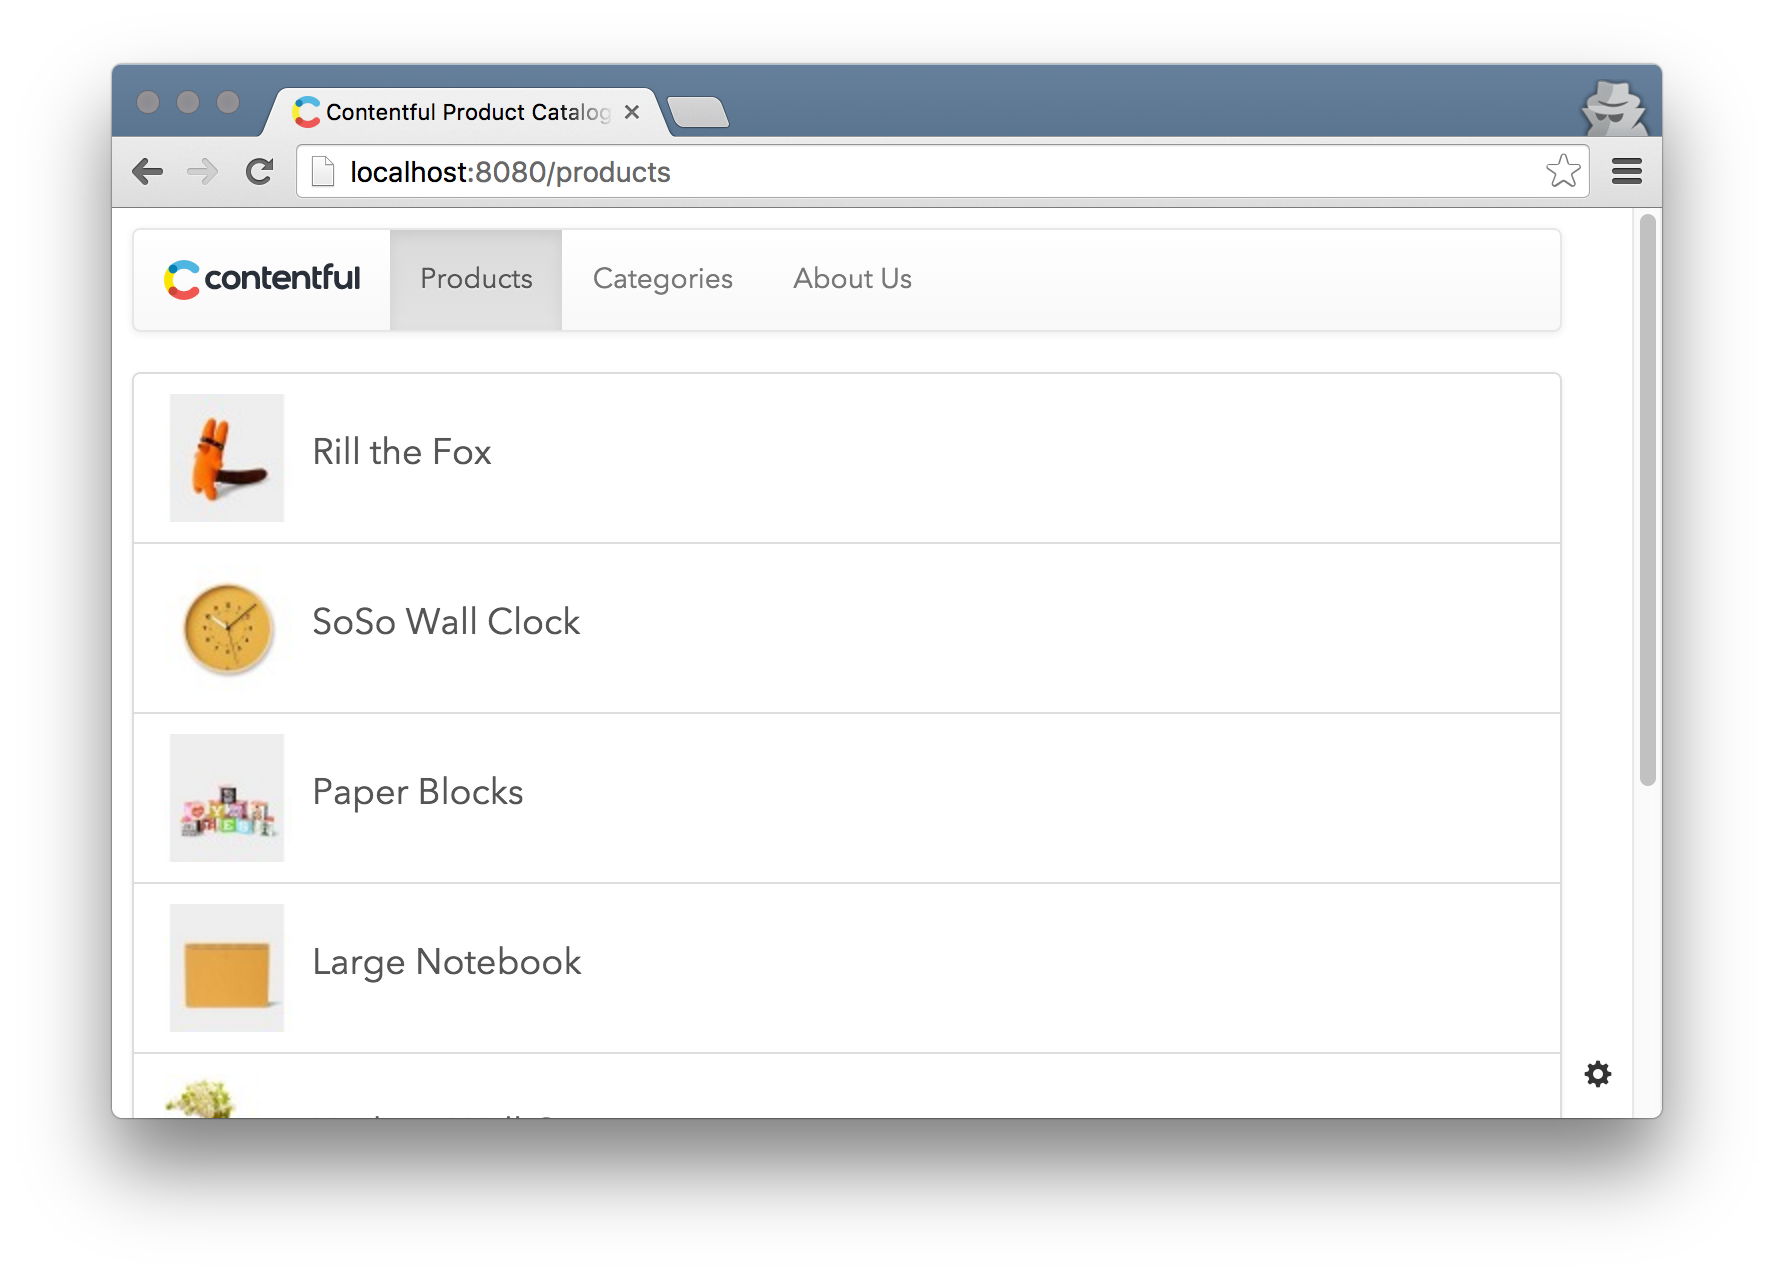 Contentful Product Catalog
localhost:8080/products
contentful
Products
Categories
About Us
Rill the Fox
SoSo Wall Clock
Paper Blocks
Large Notebook